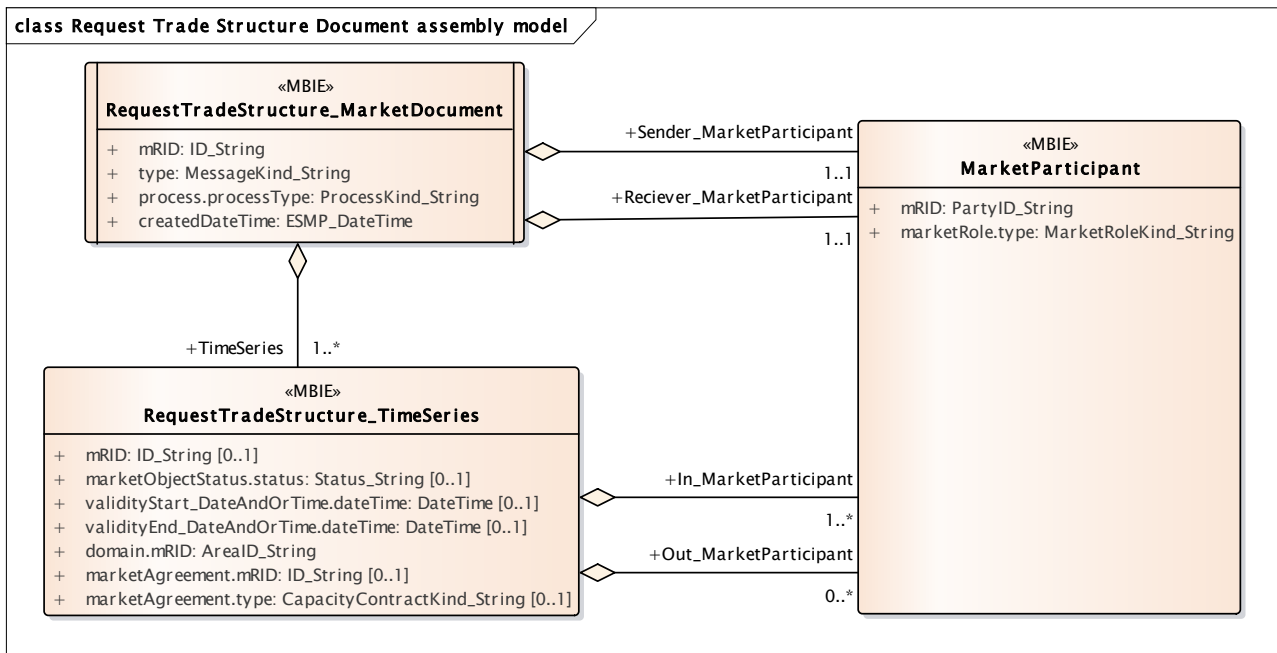 class Request Trade Structure Document assembly model
«MBIE»
RequestTradeStructure_MarketDocument
+ mRID: ID_String
+ type: MessageKind_String
+ process.processType: ProcessKind_String
+ createdDateTime: ESMP_DateTime
+Sender_MarketParticipant
1..1
+Reciever_MarketParticipant
1..1
«MBIE»
MarketParticipant
+ mRID: PartyID_String
+ marketRole.type: MarketRoleKind_String
+TimeSeries 1..*
«MBIE»
RequestTradeStructure_TimeSeries
+ mRID: ID_String [0..1]
+ marketObjectStatus.status: Status_String [0..1]
+ validityStart_DateAndOrTime.dateTime: DateTime [0..1]
+ validityEnd_DateAndOrTime.dateTime: DateTime [0..1]
+ domain.mRID: AreaID_String
+ marketAgreement.mRID: ID_String [0..1]
+ marketAgreement.type: CapacityContractKind_String [0..1]
+In_MarketParticipant
1..*
+Out_MarketParticipant
0..*